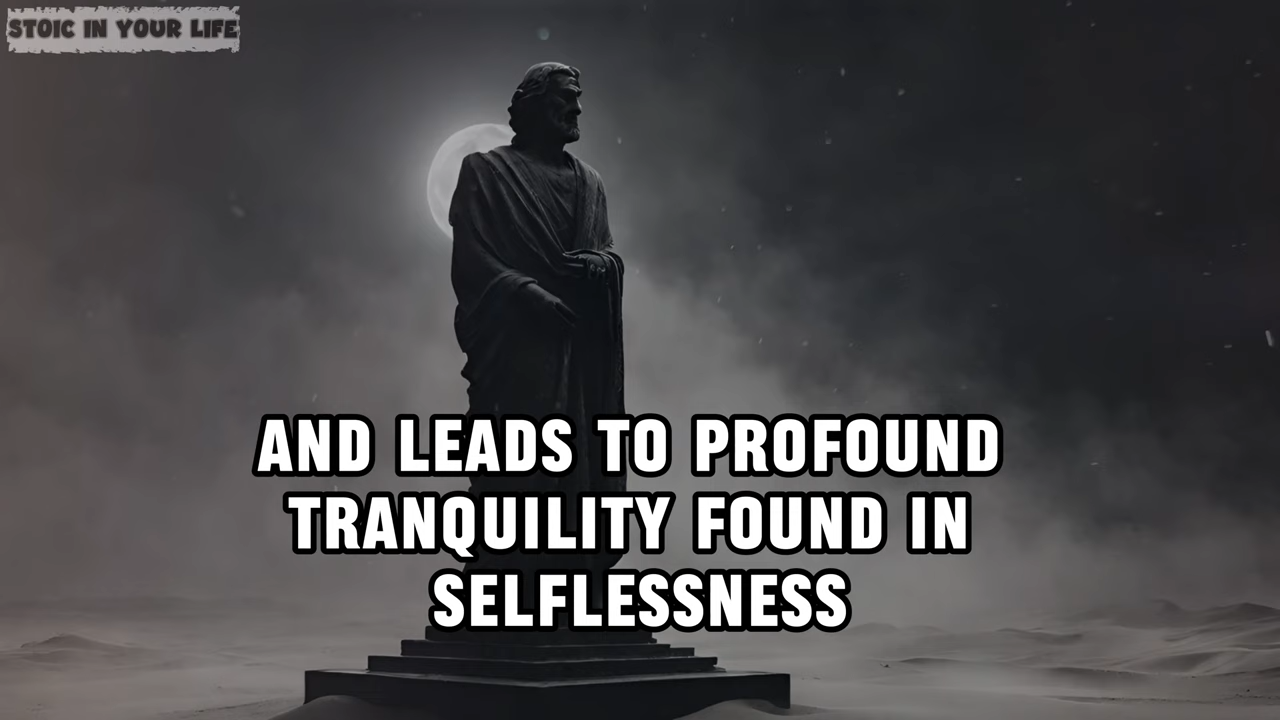 STOIC IN YOUR LIFE
AND LEADS TO PROFOUND
TRANQUILITY FOUND IN
SELFLESSNESS